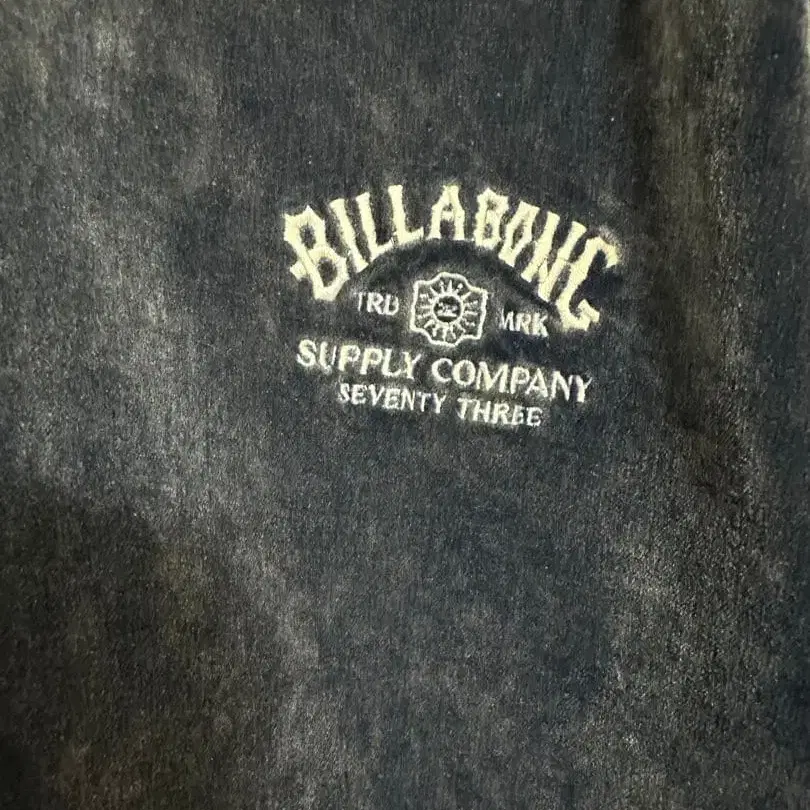 BILLABONG
TRD MRK
SUPPLY COMPANY
SEVENTY THREE